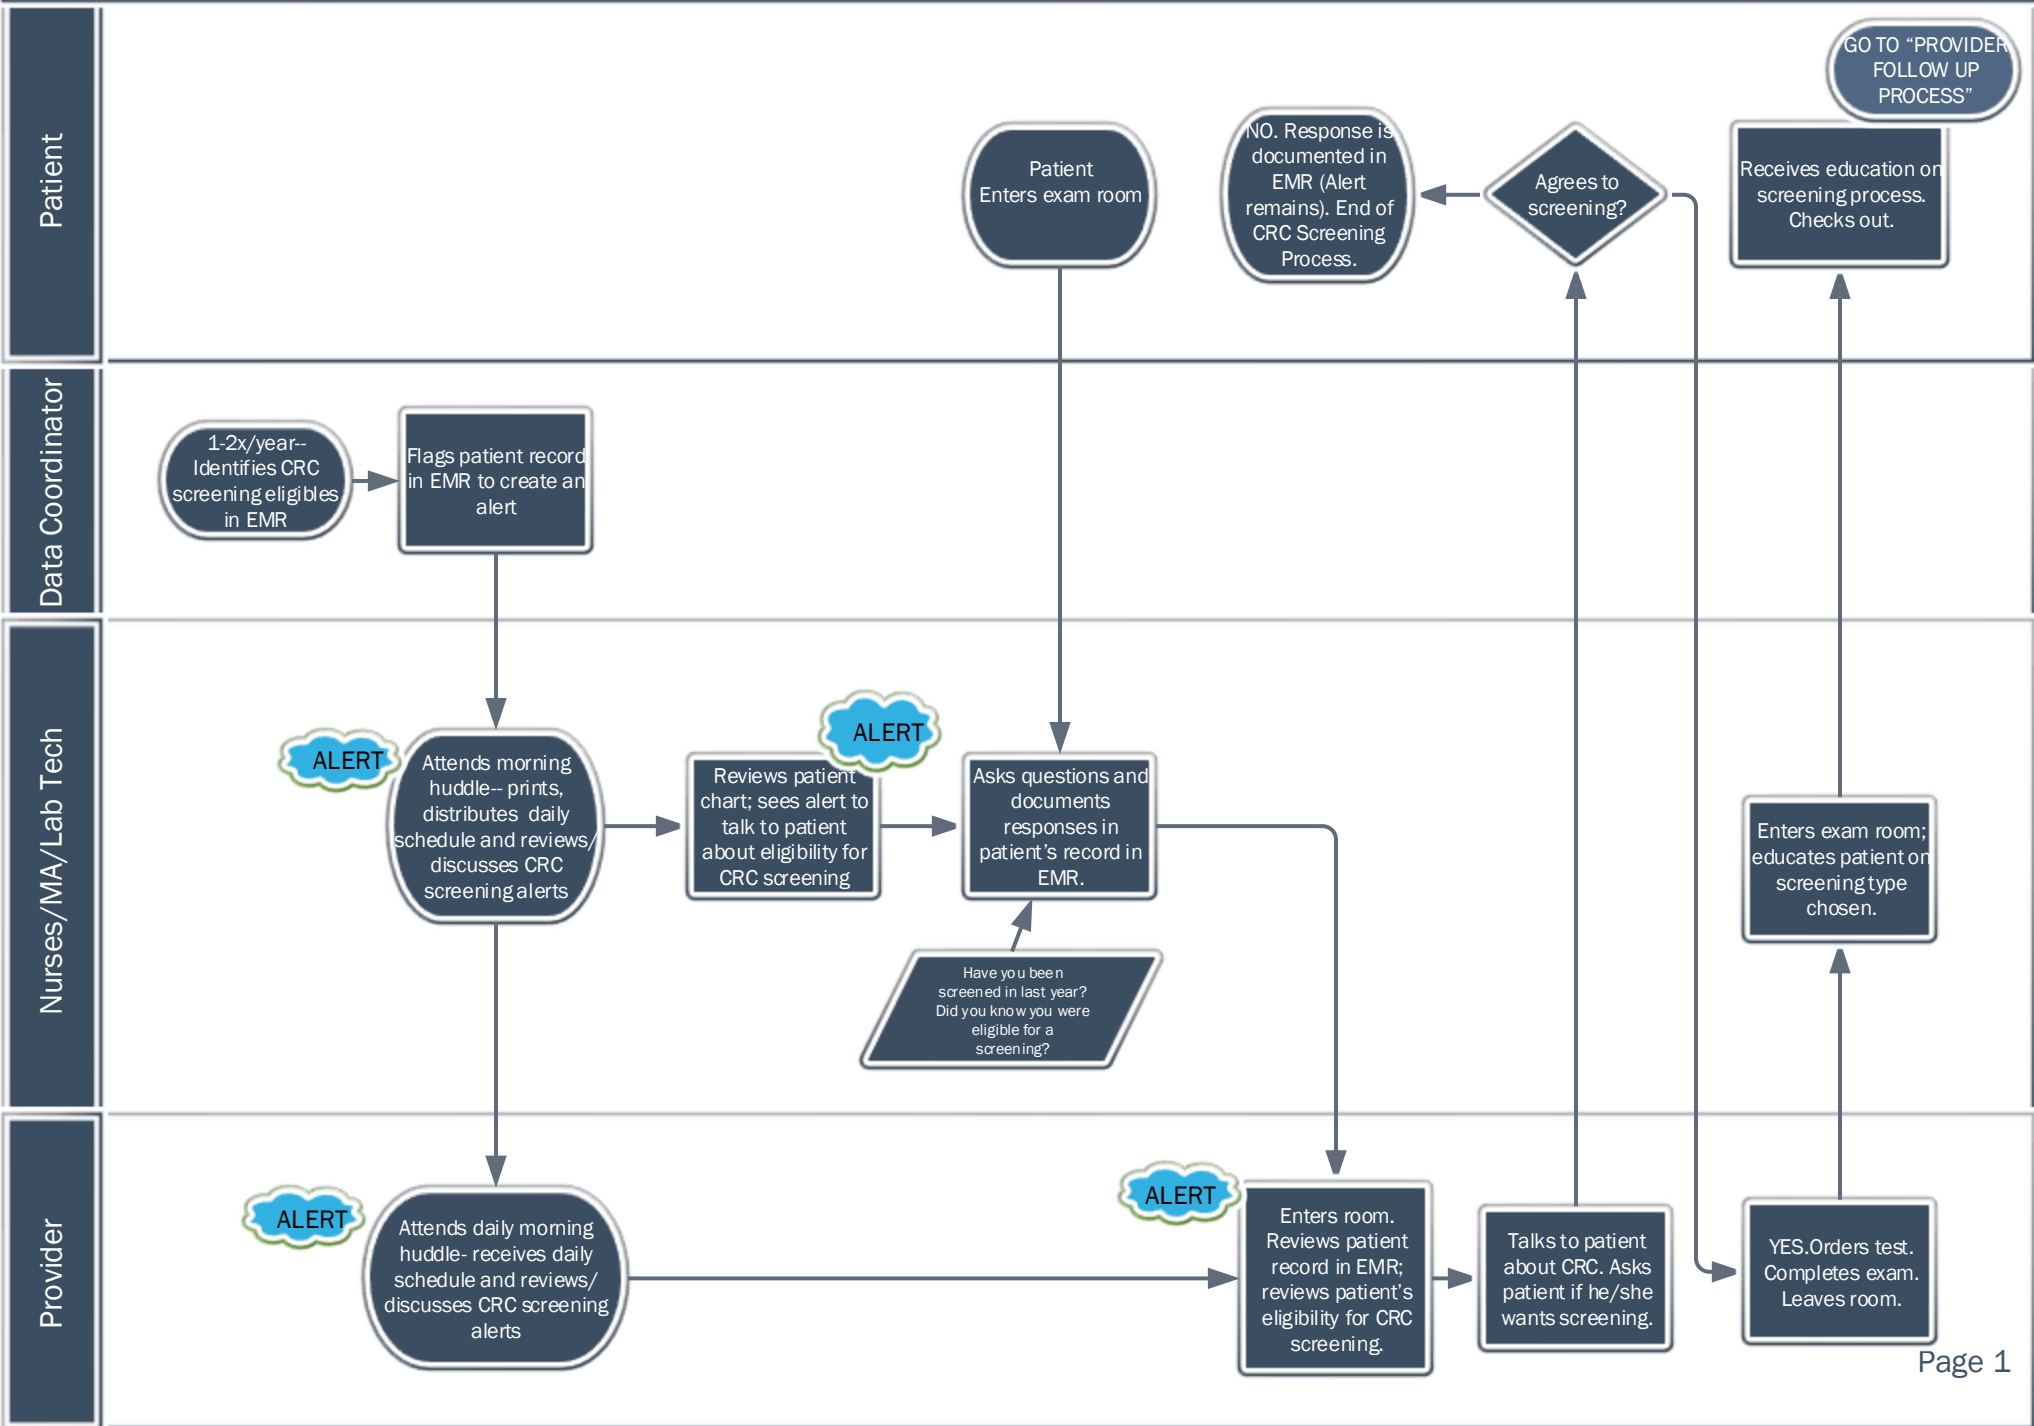 Patient
GO TO “PROVIDER
FOLLOW UP
PROCESS”
Patient
Enters exam room
NO. Response is
documented in
EMR (Alert
remains). End of
CRC Screening
Process.
Agrees to
screening?
Receives education on
screening process.
Checks out.
Data Coordinator
1-2x/year--
Identifies CRC
screening eligibles
in EMR
Flags patient record
in EMR to create an
alert
Nurses/MA/Lab Tech
ALERT
Attends morning
huddle-- prints,
distributes daily
schedule and reviews/
discusses CRC
screening alerts
ALERT
Reviews patient
chart; sees alert to
talk to patient
about eligibility for
CRC screening
Asks questions and
documents
responses in
patient’s record in
EMR.
Have you been
screened in last year?
Did you know you were
eligible for a
screening?
Enters exam room;
educates patient on
screening type
chosen.
Provider
ALERT
Attends daily morning
huddle- receives daily
schedule and reviews/
discusses CRC screening
alerts
ALERT
Enters room.
Reviews patient
record in EMR;
reviews patient’s
eligibility for CRC
screening.
Talks to patient
about CRC. Asks
patient if he/she
wants screening.
YES.Orders test.
Completes exam.
Leaves room.
Page 1